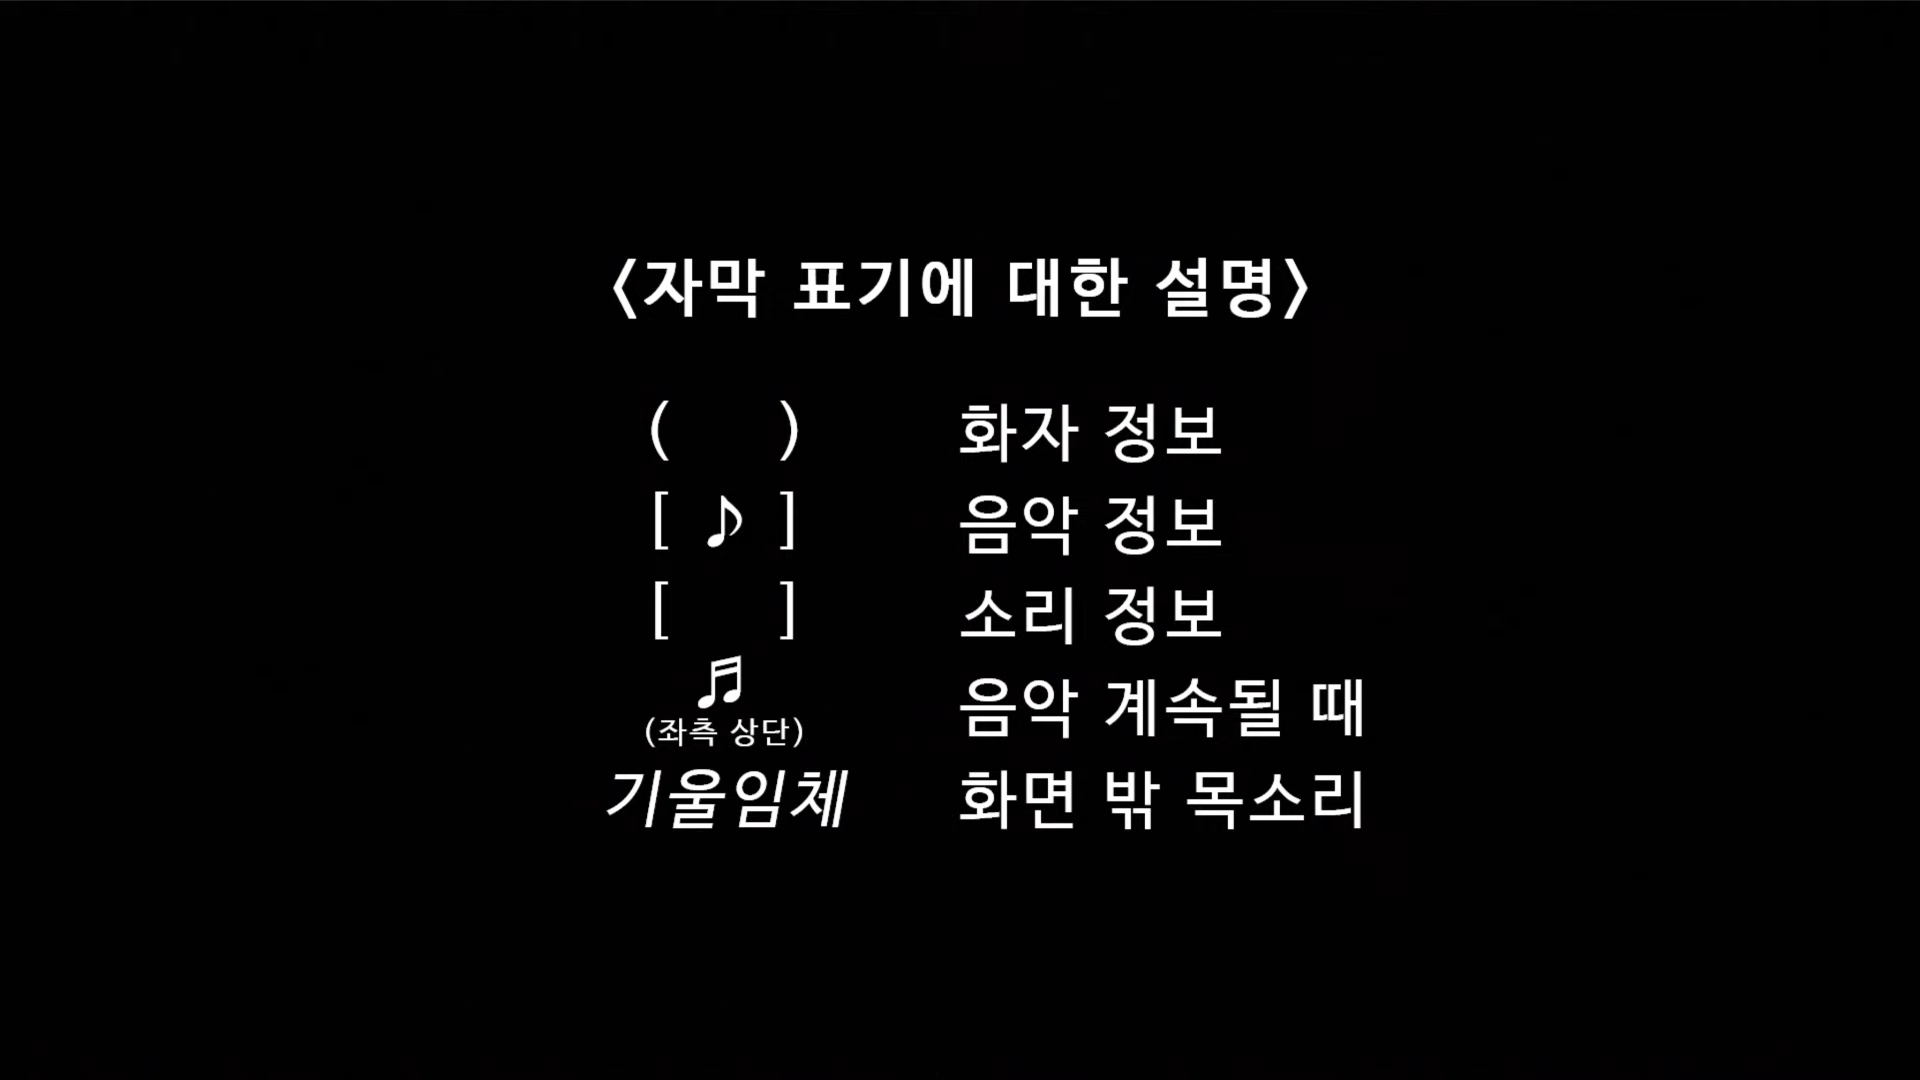 〈자막 표기에 대한 설명〉
( ) 화자 정보
[ ♪ ] 음악 정보
[ ] 소리 정보
♬ 음악 계속될 때
(좌측 상단)
기울임체 화면 밖 목소리